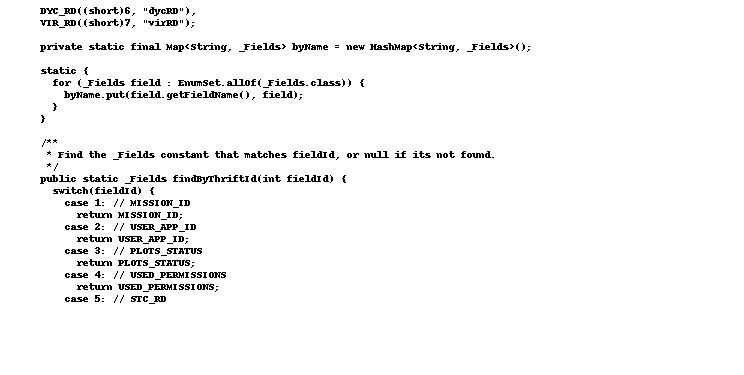 DYC_RD((short)6, "dycRD"),
VIR_RD((short)7, "virRD");

private static final Map<String, _Fields> byName = new HashMap<String, _Fields>();

static {
  for (_Fields field : EnumSet.allOf(_Fields.class)) {
    byName.put(field.getFieldName(), field);
  }
}

/**
 * Find the _Fields constant that matches fieldId, or null if its not found.
 */
public static _Fields findByThriftId(int fieldId) {
  switch(fieldId) {
    case 1: // MISSION_ID
      return MISSION_ID;
    case 2: // USER_APP_ID
      return USER_APP_ID;
    case 3: // PLOTS_STATUS
      return PLOTS_STATUS;
    case 4: // USED_PERMISSIONS
      return USED_PERMISSIONS;
    case 5: // STC_RD